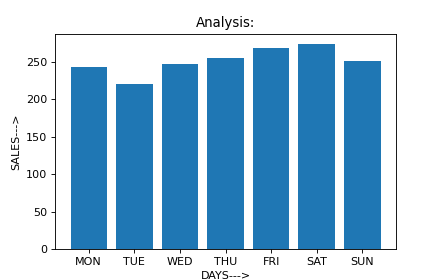 Analysis:
250
200
150
100
50
0
SALES--->
MON TUE WED THU FRI SAT SUN
DAYS--->